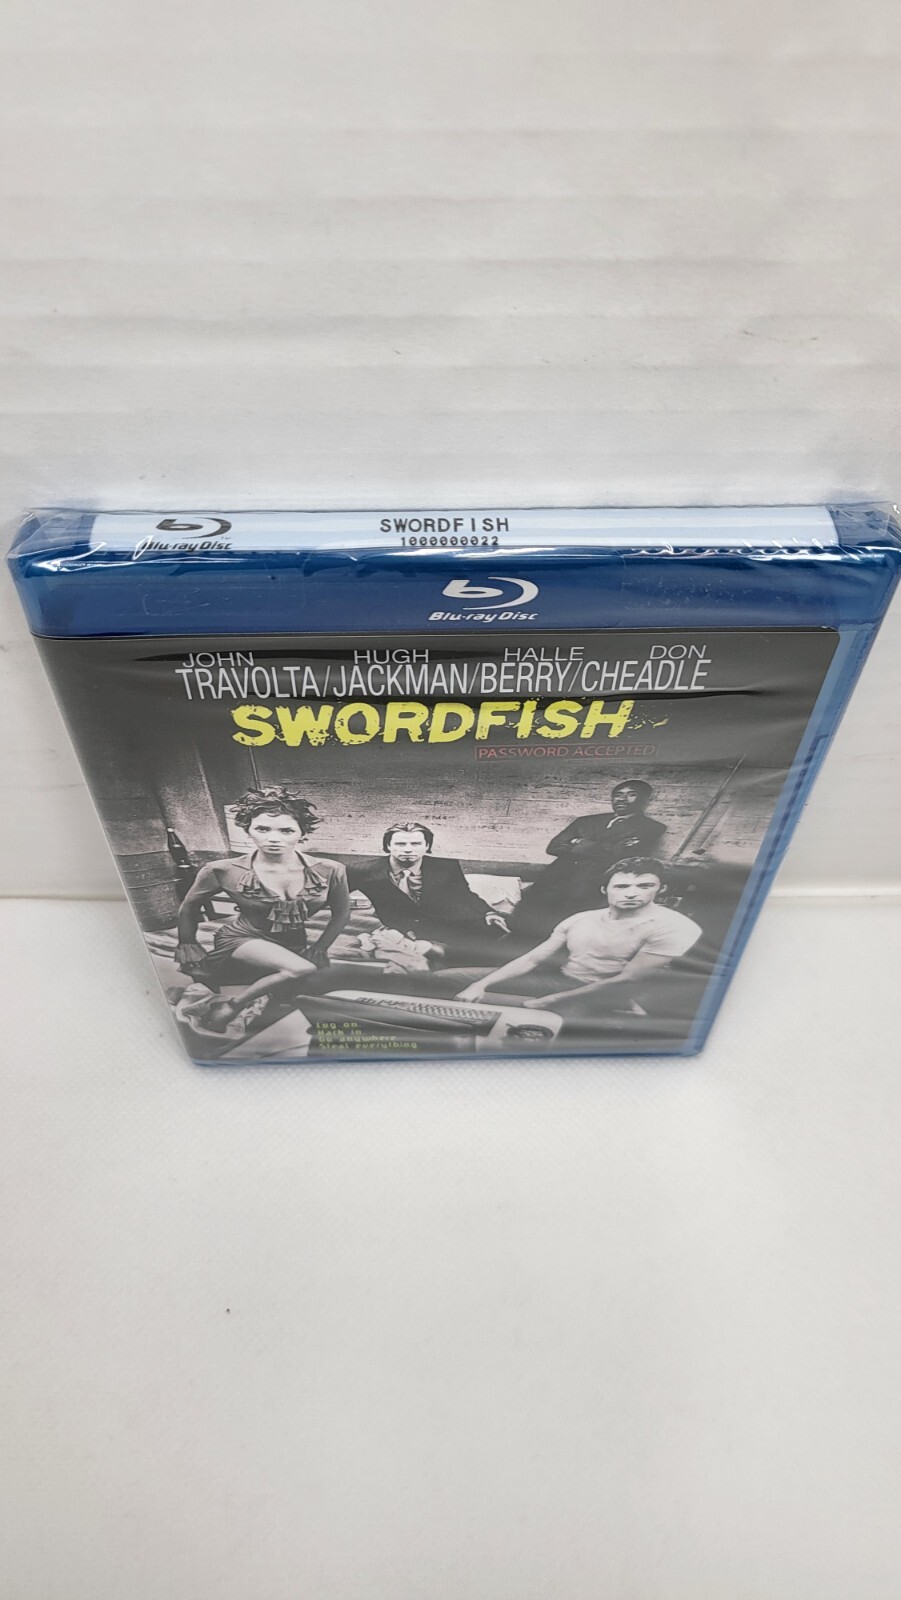 Blu-ray Disc
SWORDFISH
1000000022
Blu-ray Disc
JOHN HUGH HALLE DON
TRAVOLTA/JACKMAN/BERRY/CHEADLE
SWORDFISH
PASSWORD ACCEPTED
Log on.
Hack in.
Go anywhere.
Steal everything